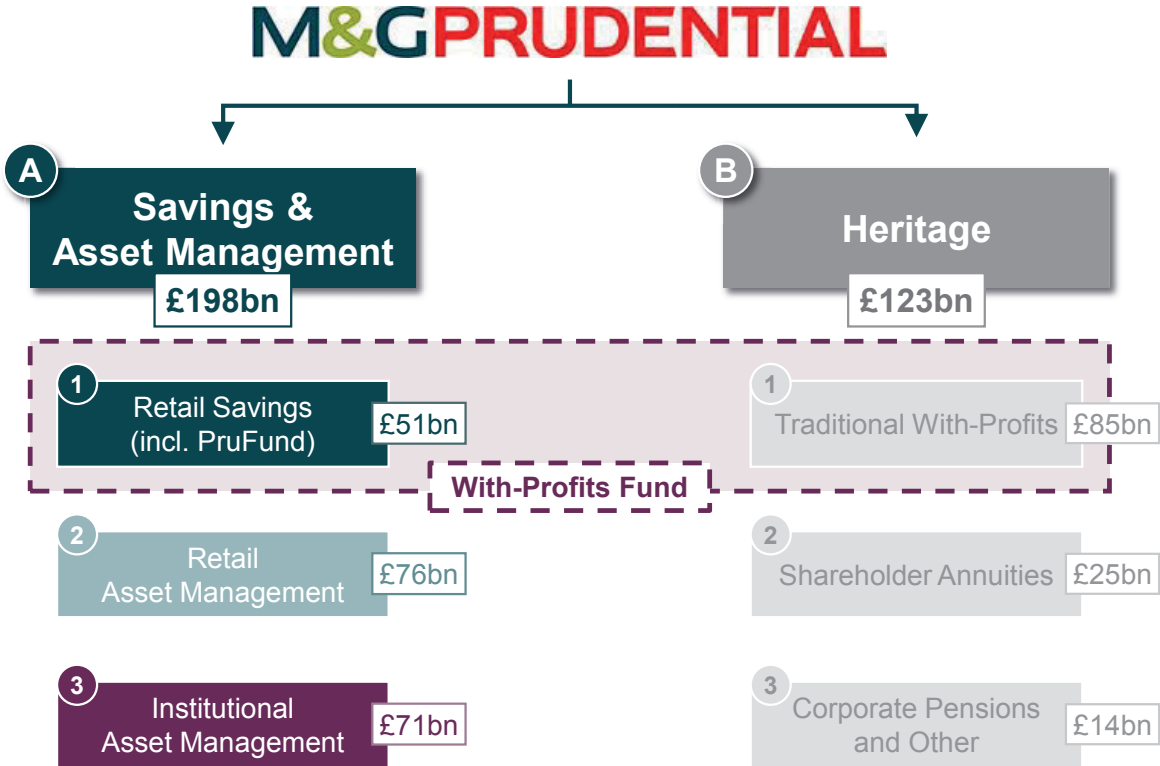 M&GPRUDENTIAL
A
Savings &
Asset Management
£198bn
B
Heritage
£123bn
1
Retail Savings
(incl. PruFund)
£51bn
1
Traditional With-Profits
£85bn
With-Profits Fund
2
Retail
Asset Management
£76bn
2
Shareholder Annuities
£25bn
3
Institutional
Asset Management
£71bn
3
Corporate Pensions
and Other
£14bn